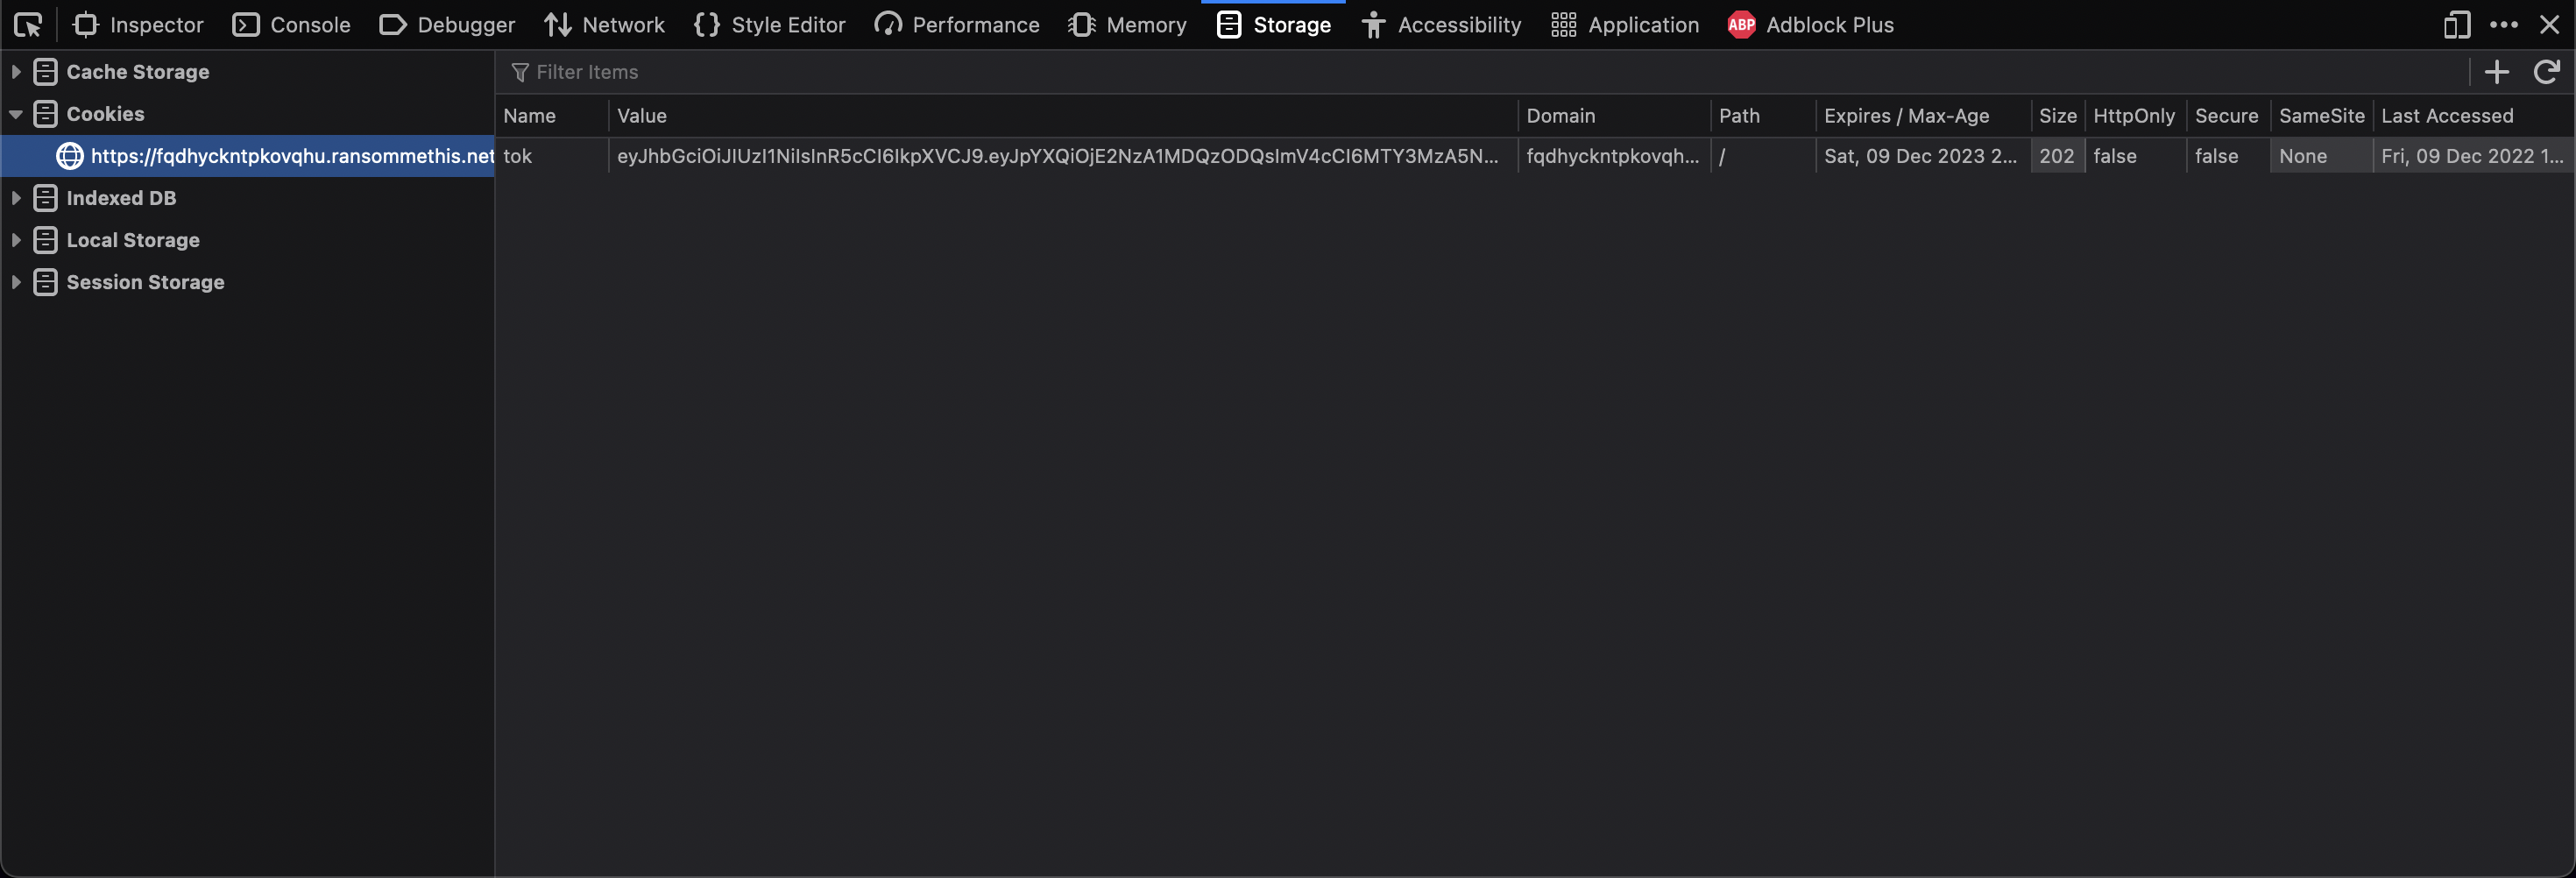 Inspector Console Debugger Network Style Editor Performance Memory Storage Accessibility Application ABP Adblock Plus
Cache Storage
Cookies
https://fqdhyckntpkovqhu.ransommethis.net
Indexed DB
Local Storage
Session Storage
Filter Items
Name Value Domain Path Expires / Max-Age Size HttpOnly Secure SameSite Last Accessed
tok eyJhbGciOiJIUzI1NiIsInR5cCI6IkpXVCJ9.eyJpYXQiOjE2NzA1MDQzODQsImV4cCI6MTY3MzA5N... fqdhyckntpkovqh... / Sat, 09 Dec 2023 2... 202 false false None Fri, 09 Dec 2022 1...